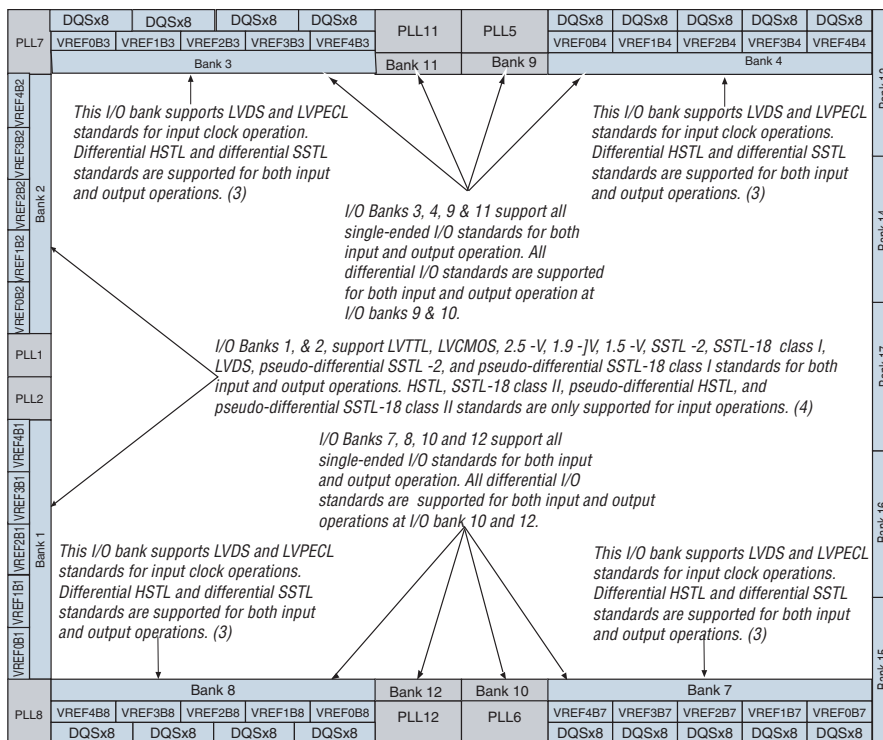 DQSx8 DQSx8 DQSx8 DQSx8 PLL11 PLL5 DQSx8 DQSx8 DQSx8 DQSx8 DQSx8
PLL7 VREF0B3 VREF1B3 VREF2B3 VREF3B3 VREF4B3 VREF0B4 VREF1B4 VREF2B4 VREF3B4 VREF4B4
Bank 3 Bank 11 Bank 9 Bank 4
VREF4B2
VREF3B2
VREF2B2
VREF1B2
VREF0B2
Bank 2
This I/O bank supports LVDS and LVPECL
standards for input clock operation.
Differential HSTL and differential SSTL
standards are supported for both input
and output operations. (3)
This I/O bank supports LVDS and LVPECL
standards for input clock operations.
Differential HSTL and differential SSTL
standards are supported for both input
and output operations. (3)
I/O Banks 3, 4, 9 & 11 support all
single-ended I/O standards for both
input and output operation. All
differential I/O standards are supported
for both input and output operation at
I/O banks 9 & 10.
Bank 14
Bank 17
PLL1
PLL2
I/O Banks 1, & 2, support LVTTL, LVCMOS, 2.5 -V, 1.9 -]V, 1.5 -V, SSTL -2, SSTL-18 class I,
LVDS, pseudo-differential SSTL -2, and pseudo-differential SSTL-18 class I standards for both
input and output operations. HSTL, SSTL-18 class II, pseudo-differential HSTL, and
pseudo-differential SSTL-18 class II standards are only supported for input operations. (4)
VREF4B1
VREF3B1
VREF2B1
VREF1B1
VREF0B1
Bank 1
I/O Banks 7, 8, 10 and 12 support all
single-ended I/O standards for both input
and output operation. All differential I/O
standards are supported for both input and output
operations at I/O bank 10 and 12.
Bank 16
Bank 15
This I/O bank supports LVDS and LVPECL
standards for input clock operations.
Differential HSTL and differential SSTL
standards are supported for both input
and output operations. (3)
This I/O bank supports LVDS and LVPECL
standards for input clock operations.
Differential HSTL and differential SSTL
standards are supported for both input
and output operations. (3)
Bank 8 Bank 12 Bank 10 Bank 7
PLL8 VREF4B8 VREF3B8 VREF2B8 VREF1B8 VREF0B8 PLL12 PLL6 VREF4B7 VREF3B7 VREF2B7 VREF1B7 VREF0B7
DQSx8 DQSx8 DQSx8 DQSx8 DQSx8 DQSx8 DQSx8 DQSx8 DQSx8